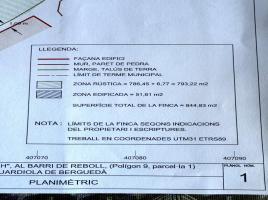 LLEGENDA:
FAÇANA EDIFICI
MUR, PARET DE PEDRA
MARGE, TALÚS DE TERRA
LÍMIT DE TERME MUNICIPAL
ZONA RÚSTICA = 786,45 + 6,77 = 793,22 m2
ZONA EDIFICADA = 51,61 m2
SUPERFÍCIE TOTAL DE LA FINCA = 844,83 m2
NOTA : LÍMITS DE LA FINCA SEGONS INDICACIONS
DEL PROPIETARI I ESCRIPTURES.
TREBALL EN COORDENADES UTM31 ETRS89
407070 407080 407090
H", AL BARRI DE REBOLL, (Polígon 9, parcel·la 1)
UARDIOLA DE BERGUEDÀ
PLÀNOL NÚM.
PLANIMÈTRIC
1